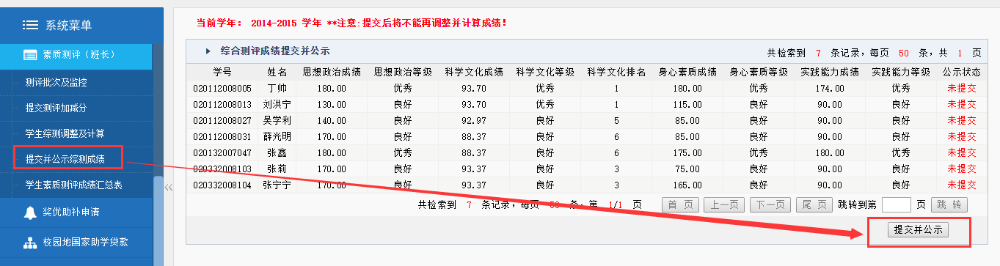 系统菜单
素质测评（班长）
测评批次及监控
提交测评加减分
学生综测调整及计算
提交并公示综测成绩
学生素质测评成绩汇总表
奖优助补申请
校园地国家助学贷款
当前学年： 2014-2015 学年 **注意:提交后将不能再调整并计算成绩!
综合测评成绩提交并公示
共检索到 7 条记录，每页 50 条，共 1 页
学号 姓名 思想政治成绩 思想政治等级 科学文化成绩 科学文化等级 科学文化排名 身心素质成绩 身心素质等级 实践能力成绩 实践能力等级 公示状态
020112008005 丁帅 180.00 优秀 93.70 优秀 1 180.00 优秀 174.00 优秀 未提交
020112008013 刘洪宁 130.00 良好 93.70 优秀 1 115.00 良好 90.00 良好 未提交
020112008027 吴学利 140.00 良好 92.97 良好 5 85.00 良好 90.00 良好 未提交
020112008031 薛光明 170.00 良好 88.37 良好 6 85.00 良好 90.00 良好 未提交
020132007047 张鑫 180.00 优秀 88.37 良好 6 175.00 优秀 180.00 优秀 未提交
020332008103 张莉 170.00 良好 93.37 良好 3 75.00 良好 90.00 良好 未提交
020332008104 张宁宁 170.00 良好 93.37 良好 3 165.00 良好 90.00 良好 未提交
共检索到 7 条记录，每页 50 条，第 1/1 页 首 页 上一页 下一页 尾 页 跳转到第 页 跳 转
提交并公示